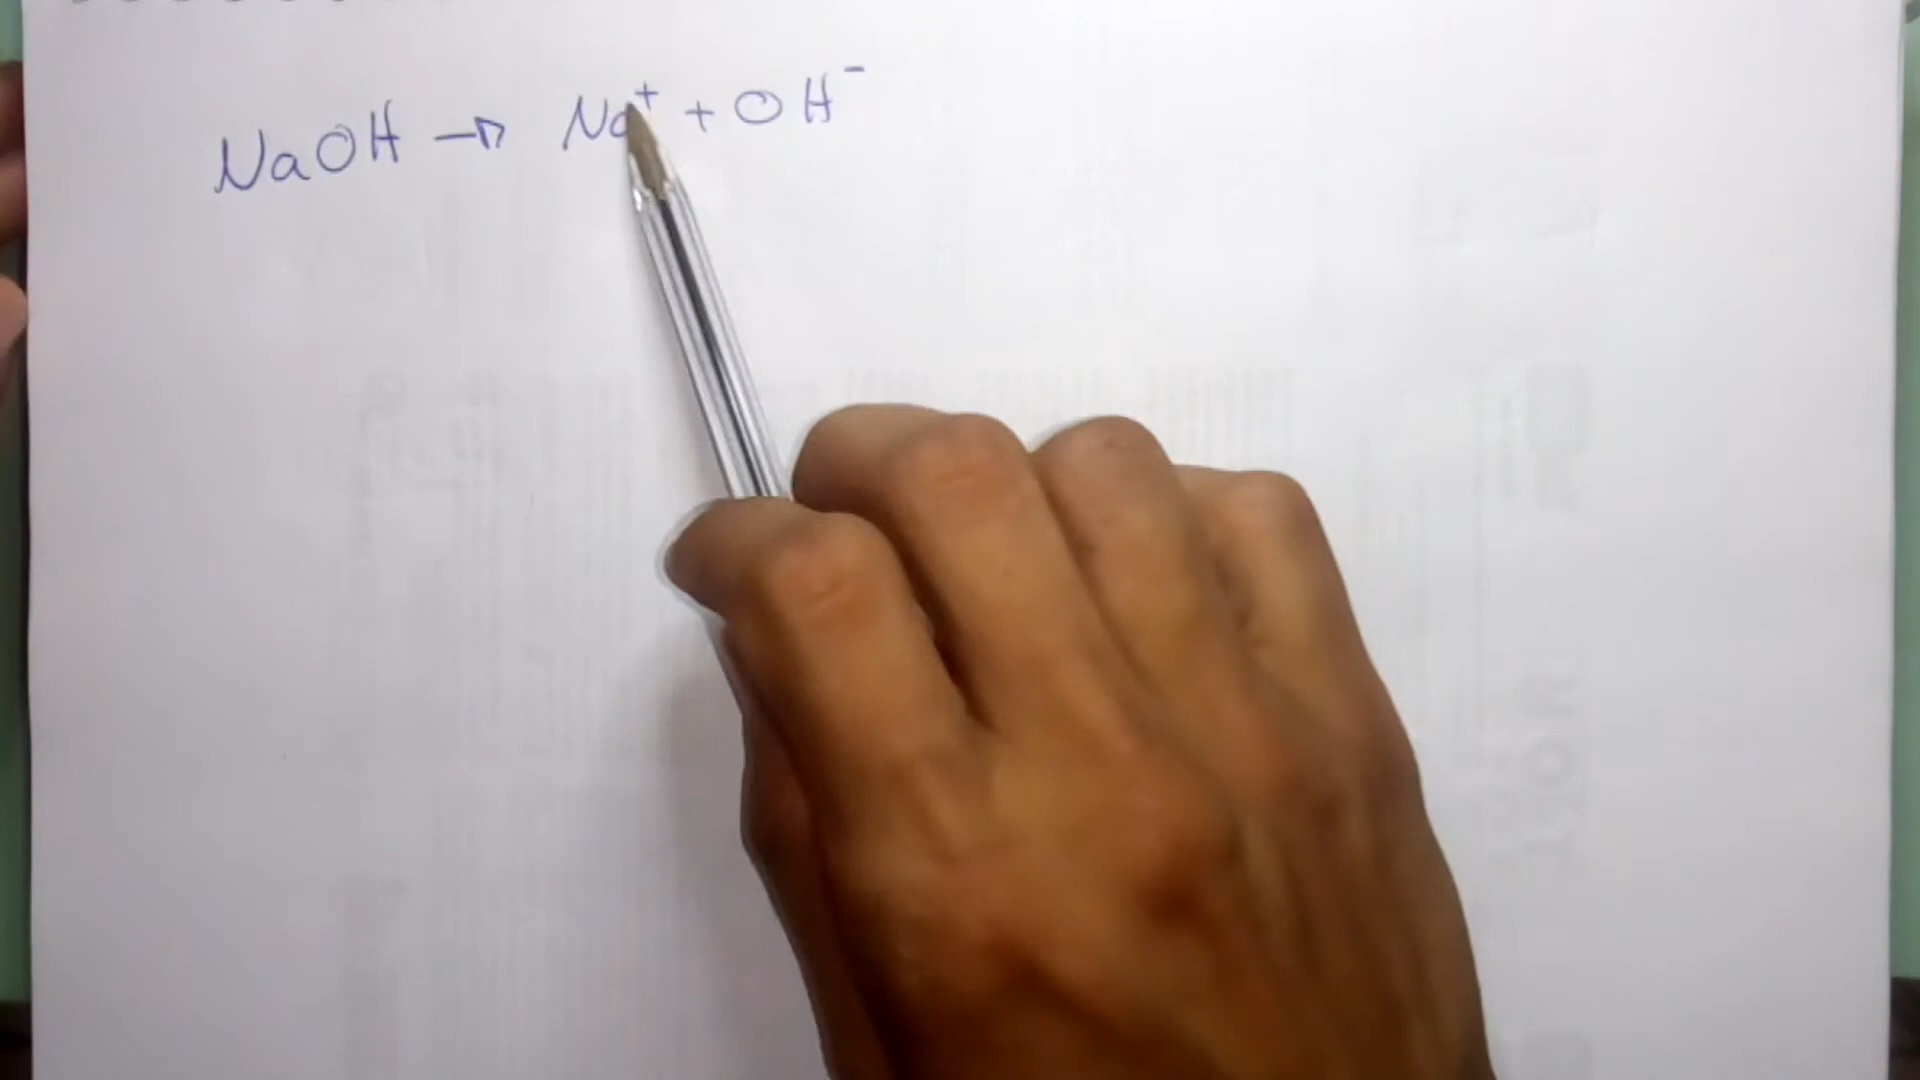 NaOH → Na⁺ + OH⁻